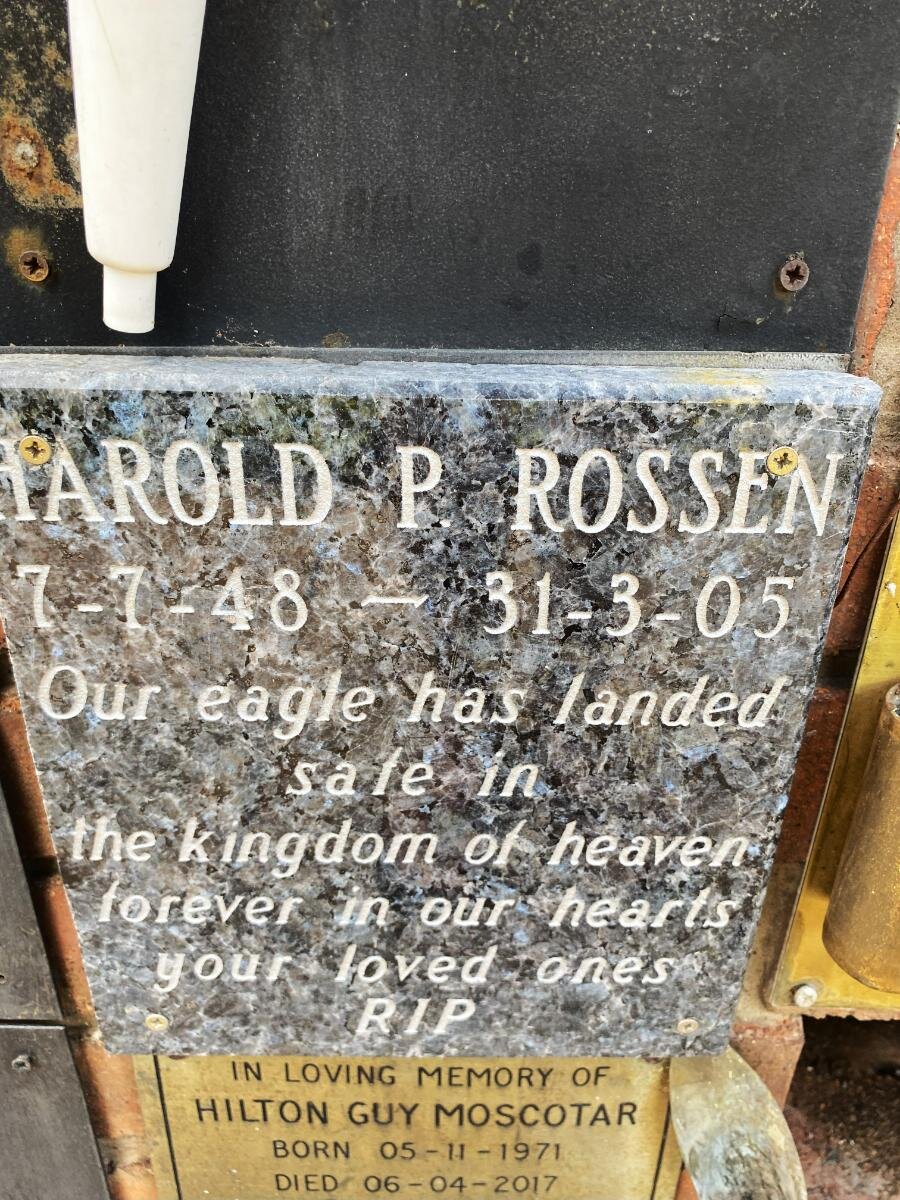 HAROLD P. ROSSEN
7-7-48 — 31-3-05
Our eagle has landed
safe in
the kingdom of heaven
forever in our hearts
your loved ones
RIP
IN LOVING MEMORY OF
HILTON GUY MOSCOTAR
BORN 05-11-1971
DIED 06-04-2017